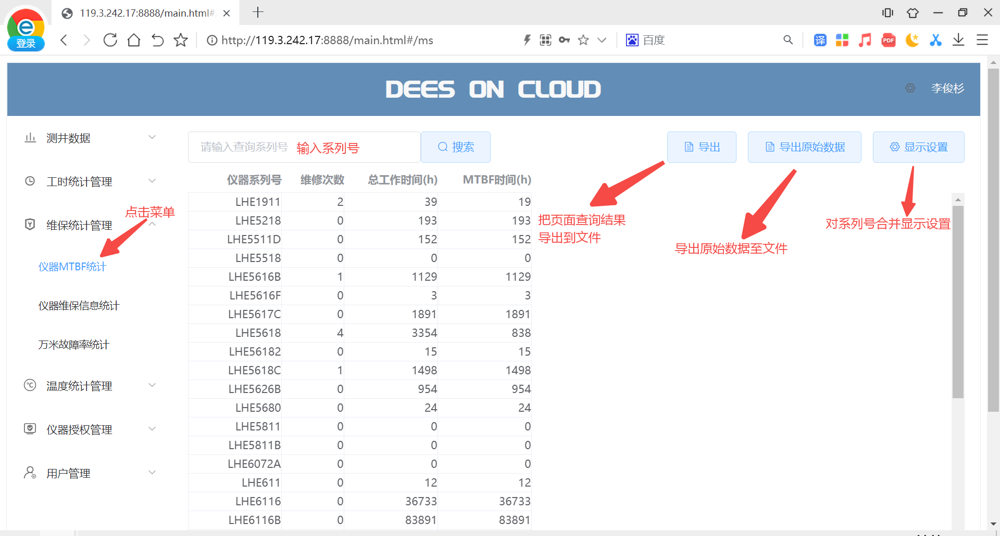 119.3.242.17:8888/main.html#
登录
http://119.3.242.17:8888/main.html#/ms
百度
译
PDF
DEES ON CLOUD
李俊杉
测井数据
工时统计管理
维保统计管理
点击菜单
仪器MTBF统计
仪器维保信息统计
万米故障率统计
温度统计管理
仪器授权管理
用户管理
请输入查询系列号 输入系列号
搜索
导出
导出原始数据
显示设置
仪器系列号 维修次数 总工作时间(h) MTBF时间(h)
LHE1911 2 39 19
LHE5218 0 193 193
LHE5511D 0 152 152
LHE5518 0 0 0
LHE5616B 1 1129 1129
LHE5616F 0 3 3
LHE5617C 0 1891 1891
LHE5618 4 3354 838
LHE56182 0 15 15
LHE5618C 1 1498 1498
LHE5626B 0 954 954
LHE5680 0 24 24
LHE5811 0 0 0
LHE5811B 0 0 0
LHE6072A 0 0 0
LHE611 0 12 12
LHE6116 0 36733 36733
LHE6116B 0 83891 83891
把页面查询结果
导出到文件
导出原始数据至文件
对系列号合并显示设置